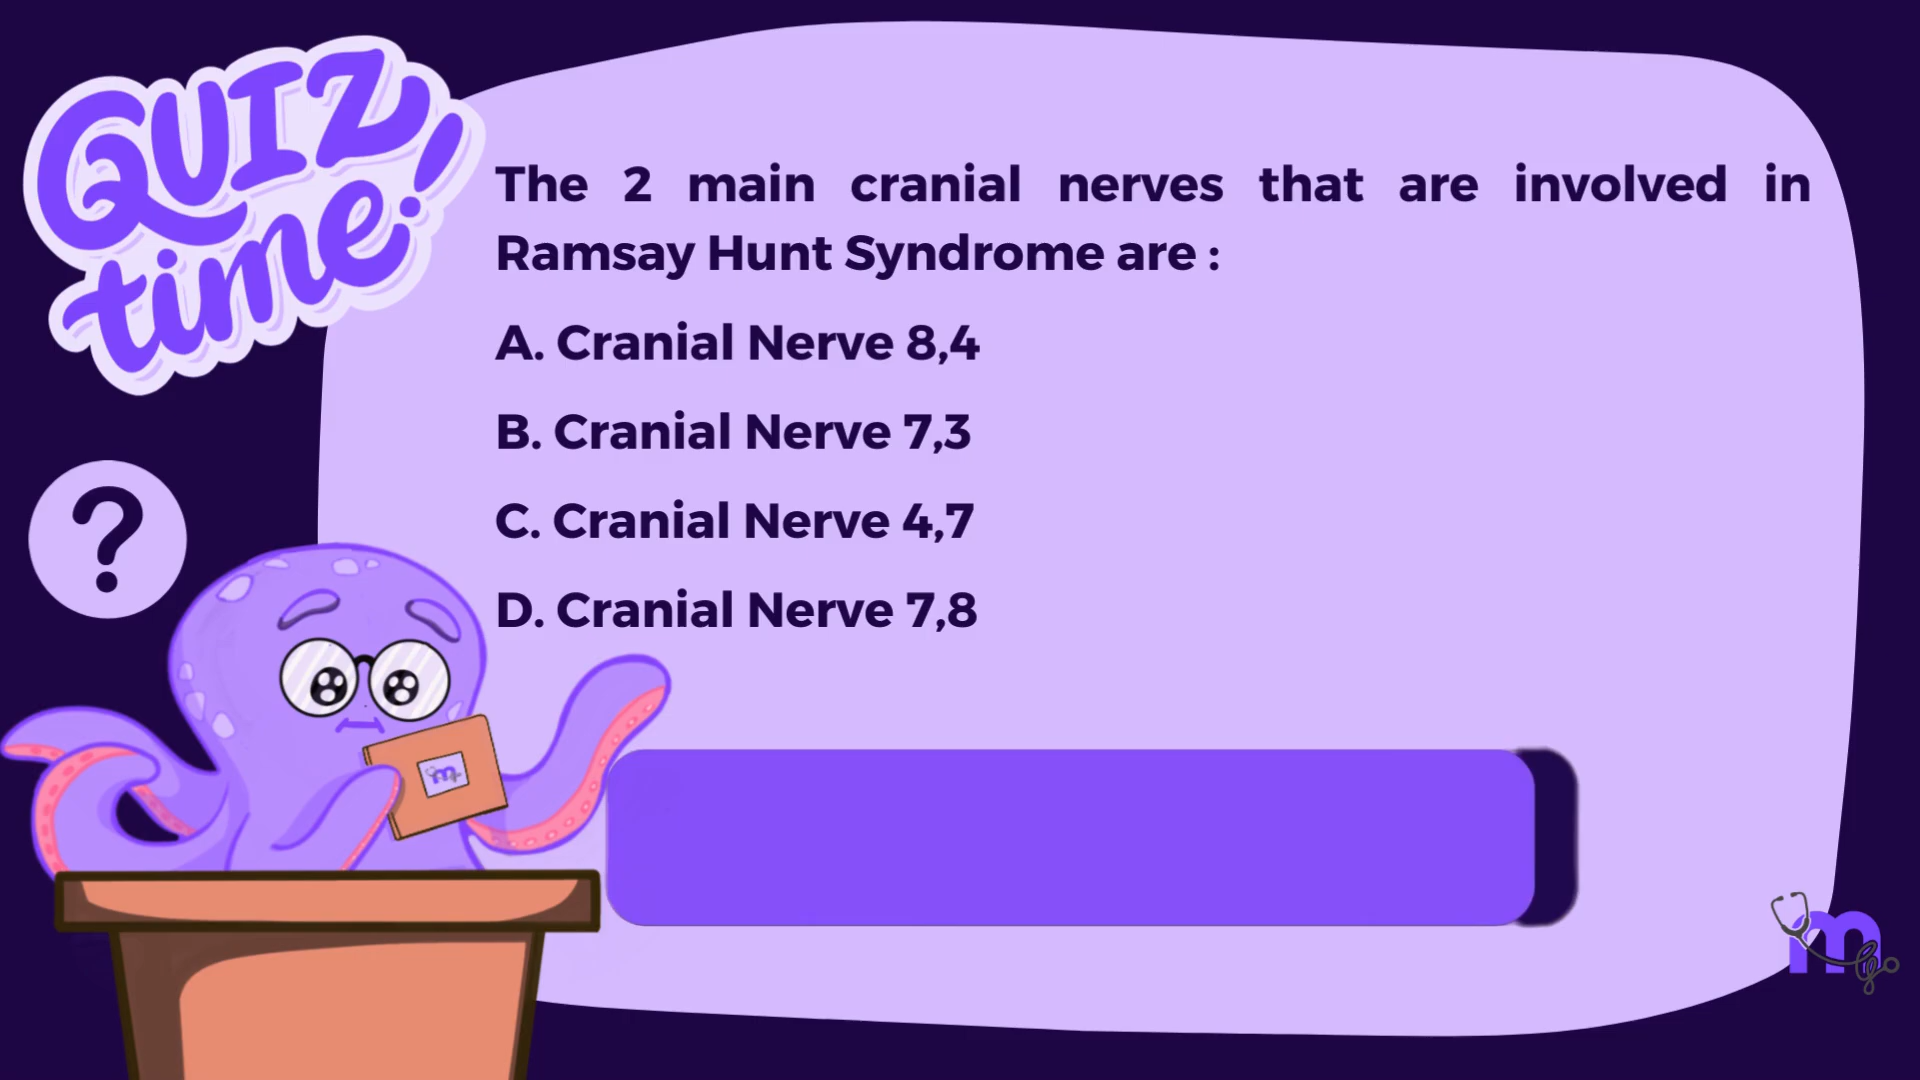 QUIZ
time!
The 2 main cranial nerves that are involved in
Ramsay Hunt Syndrome are :
A. Cranial Nerve 8,4
B. Cranial Nerve 7,3
C. Cranial Nerve 4,7
D. Cranial Nerve 7,8
?
m
m go